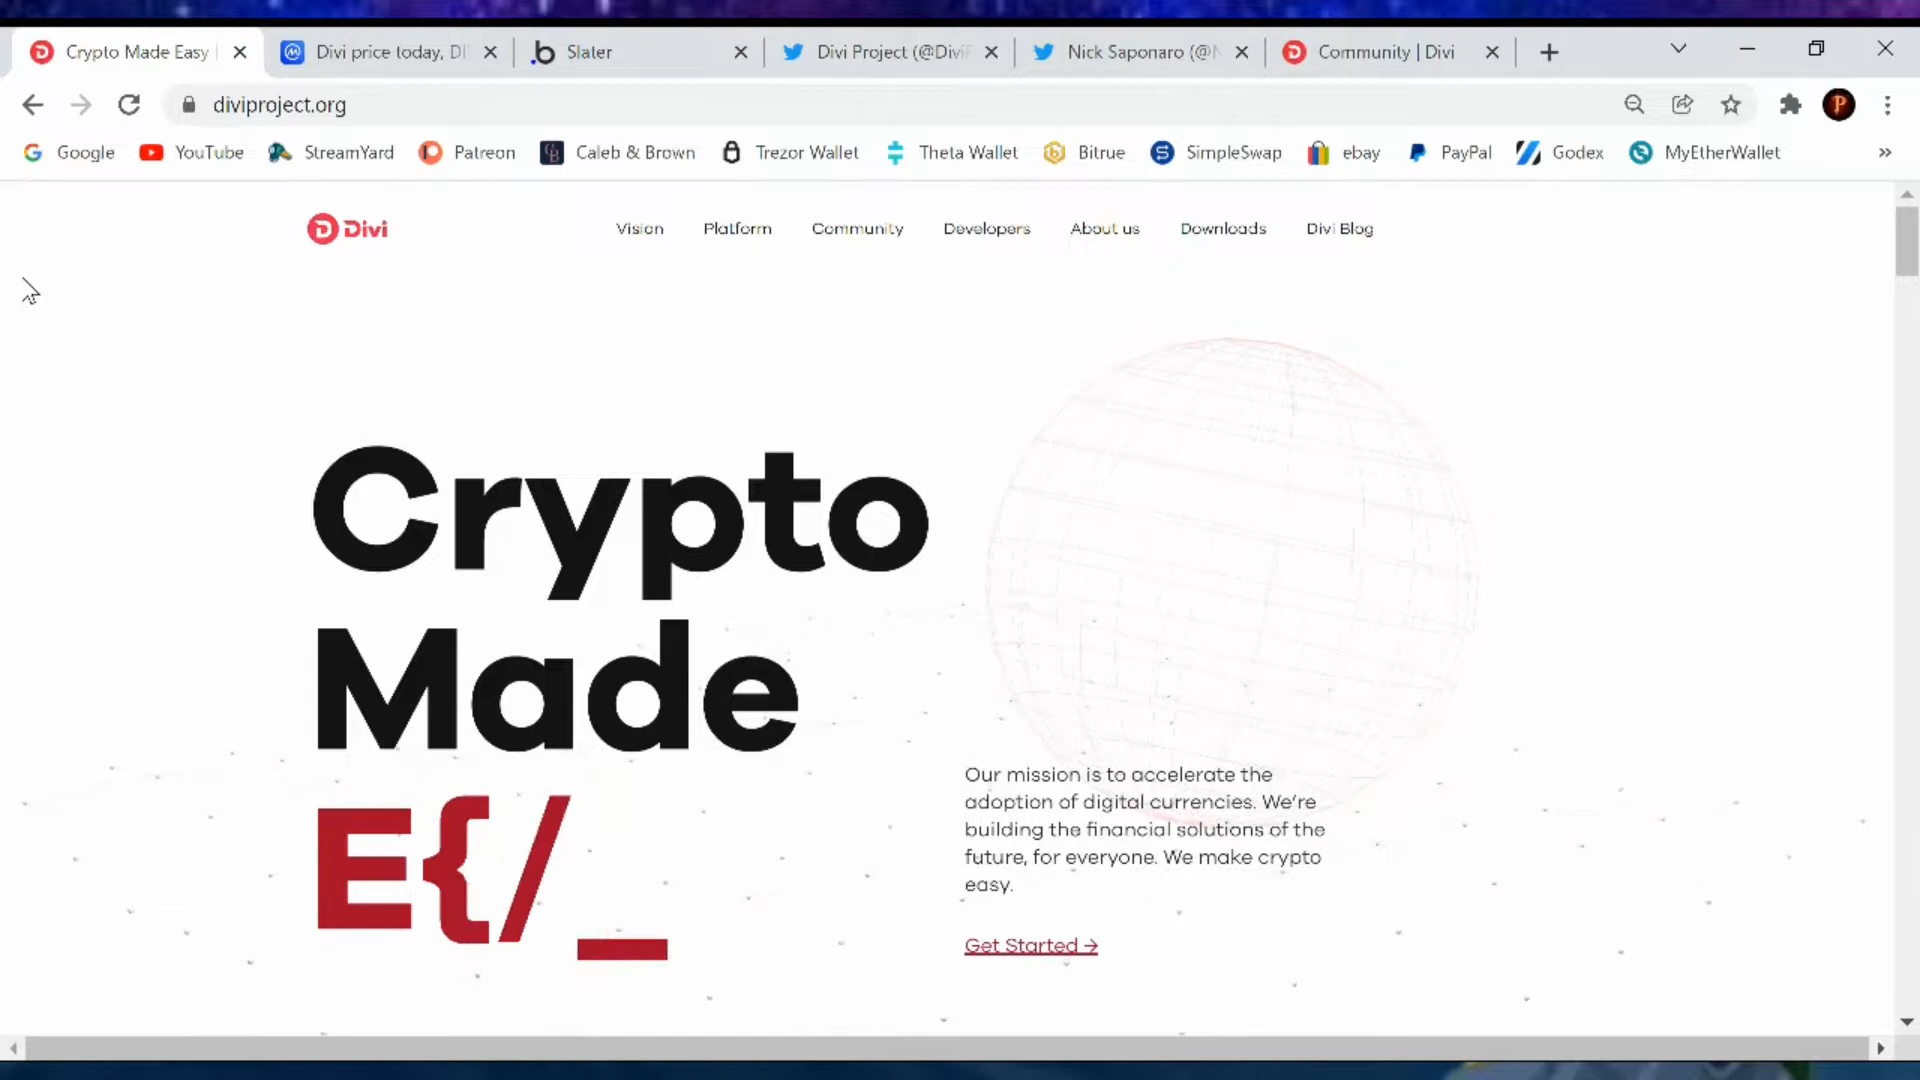 Crypto Made Easy
Divi price today, DI
Slater
Divi Project (@DiviP
Nick Saponaro (@N
Community | Divi
diviproject.org
Google
YouTube
StreamYard
Patreon
Caleb & Brown
Trezor Wallet
Theta Wallet
Bitrue
SimpleSwap
ebay
PayPal
Godex
MyEtherWallet
Divi
Vision
Platform
Community
Developers
About us
Downloads
Divi Blog
Crypto
Made
E{/_
Our mission is to accelerate the
adoption of digital currencies. We're
building the financial solutions of the
future, for everyone. We make crypto
easy.
Get Started →